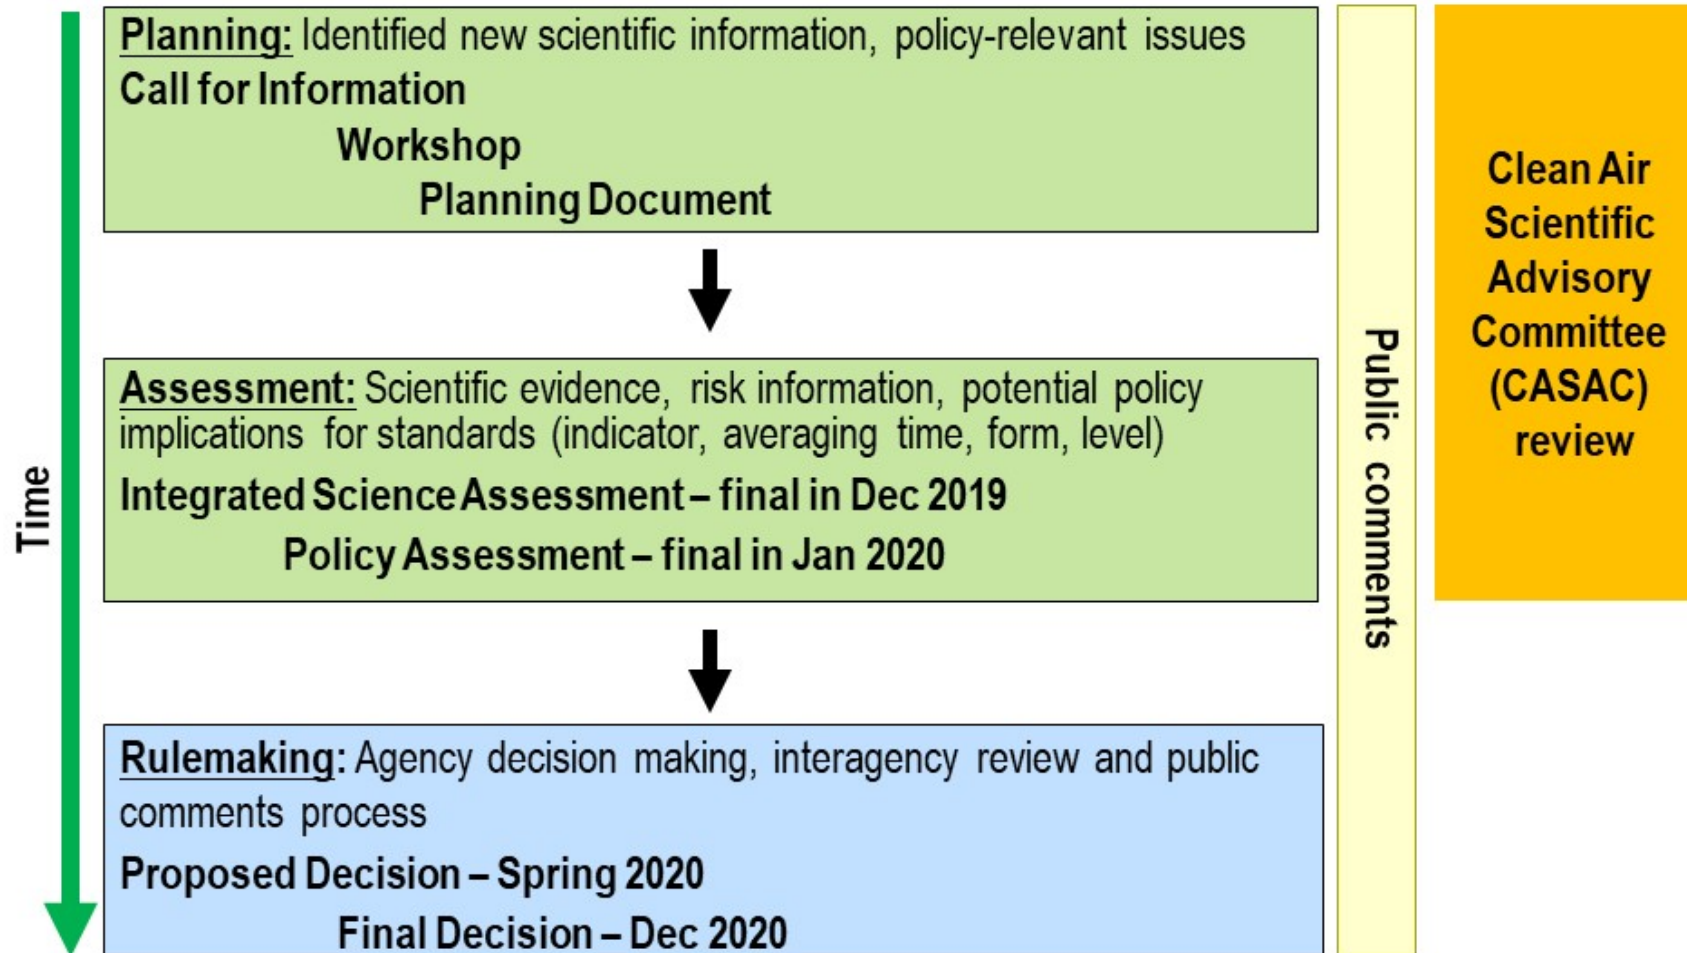 Planning: Identified new scientific information, policy-relevant issues
Call for Information
Workshop
Planning Document
Assessment: Scientific evidence, risk information, potential policy
implications for standards (indicator, averaging time, form, level)
Integrated Science Assessment – final in Dec 2019
Policy Assessment – final in Jan 2020
Rulemaking: Agency decision making, interagency review and public
comments process
Proposed Decision – Spring 2020
Final Decision – Dec 2020
Time
Public comments
Clean Air
Scientific
Advisory
Committee
(CASAC)
review